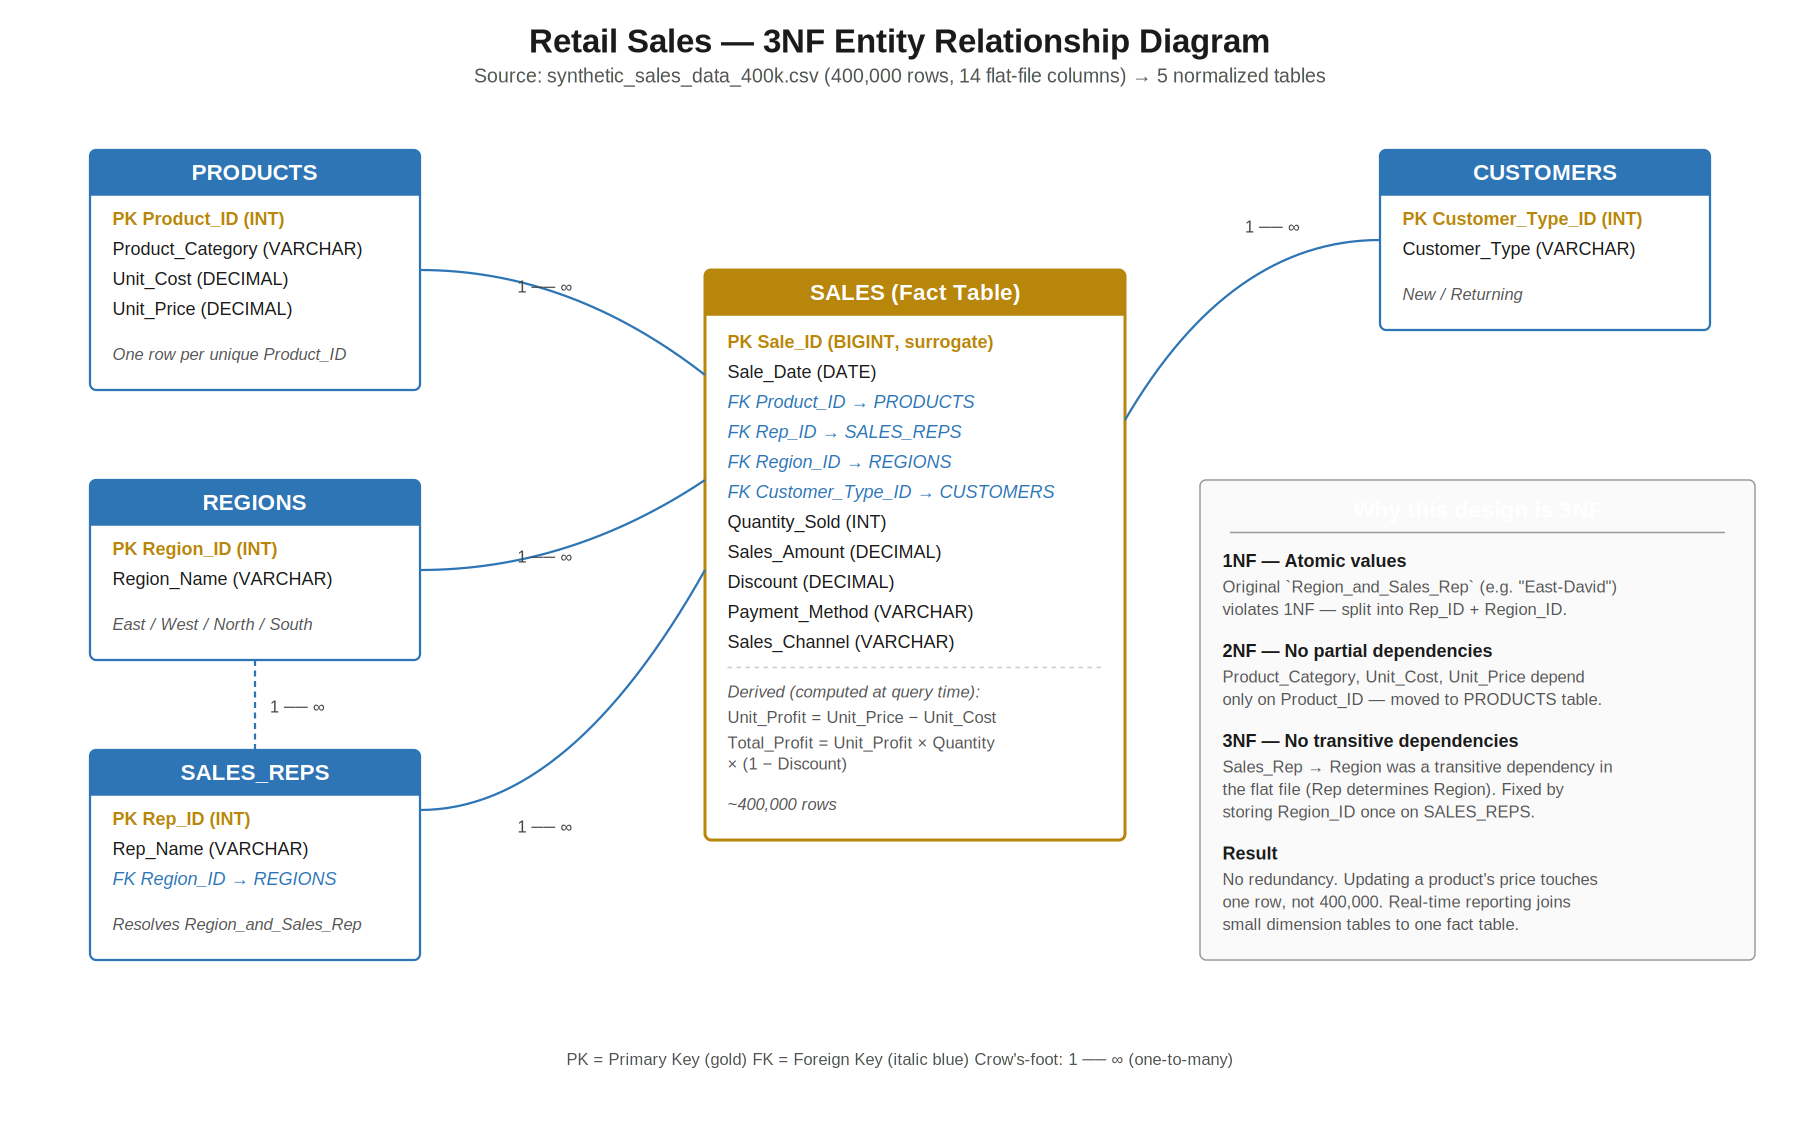 Retail Sales — 3NF Entity Relationship Diagram
Source: synthetic_sales_data_400k.csv (400,000 rows, 14 flat-file columns) → 5 normalized tables
PRODUCTS
PK Product_ID (INT)
Product_Category (VARCHAR)
Unit_Cost (DECIMAL)
Unit_Price (DECIMAL)
One row per unique Product_ID
1 ── ∞
REGIONS
PK Region_ID (INT)
Region_Name (VARCHAR)
East / West / North / South
1 ── ∞
1 ── ∞
SALES_REPS
PK Rep_ID (INT)
Rep_Name (VARCHAR)
FK Region_ID → REGIONS
Resolves Region_and_Sales_Rep
1 ── ∞
SALES (Fact Table)
PK Sale_ID (BIGINT, surrogate)
Sale_Date (DATE)
FK Product_ID → PRODUCTS
FK Rep_ID → SALES_REPS
FK Region_ID → REGIONS
FK Customer_Type_ID → CUSTOMERS
Quantity_Sold (INT)
Sales_Amount (DECIMAL)
Discount (DECIMAL)
Payment_Method (VARCHAR)
Sales_Channel (VARCHAR)
Derived (computed at query time):
Unit_Profit = Unit_Price − Unit_Cost
Total_Profit = Unit_Profit × Quantity
× (1 − Discount)
~400,000 rows
1 ── ∞
CUSTOMERS
PK Customer_Type_ID (INT)
Customer_Type (VARCHAR)
New / Returning
Why this design is 3NF
1NF — Atomic values
Original `Region_and_Sales_Rep` (e.g. "East-David")
violates 1NF — split into Rep_ID + Region_ID.
2NF — No partial dependencies
Product_Category, Unit_Cost, Unit_Price depend
only on Product_ID — moved to PRODUCTS table.
3NF — No transitive dependencies
Sales_Rep → Region was a transitive dependency in
the flat file (Rep determines Region). Fixed by
storing Region_ID once on SALES_REPS.
Result
No redundancy. Updating a product's price touches
one row, not 400,000. Real-time reporting joins
small dimension tables to one fact table.
PK = Primary Key (gold) FK = Foreign Key (italic blue) Crow's-foot: 1 ── ∞ (one-to-many)